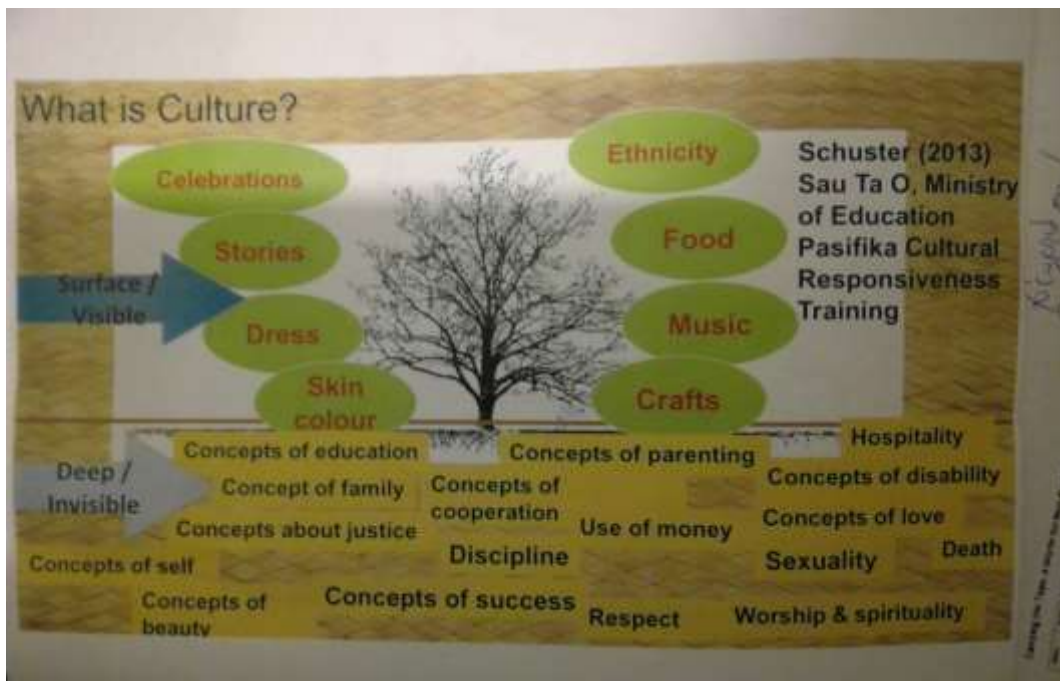 What is Culture?
Celebrations
Stories
Surface /
Visible
Dress
Skin
colour
Ethnicity
Food
Music
Crafts
Schuster (2013)
Sau Ta O, Ministry
of Education
Pasifika Cultural
Responsiveness
Training
Deep /
Invisible
Concepts of education
Concepts of parenting
Hospitality
Concept of family
Concepts of
cooperation
Concepts of disability
Concepts about justice
Use of money
Concepts of love
Concepts of self
Discipline
Sexuality
Death
Concepts of
beauty
Concepts of success
Respect
Worship & spirituality